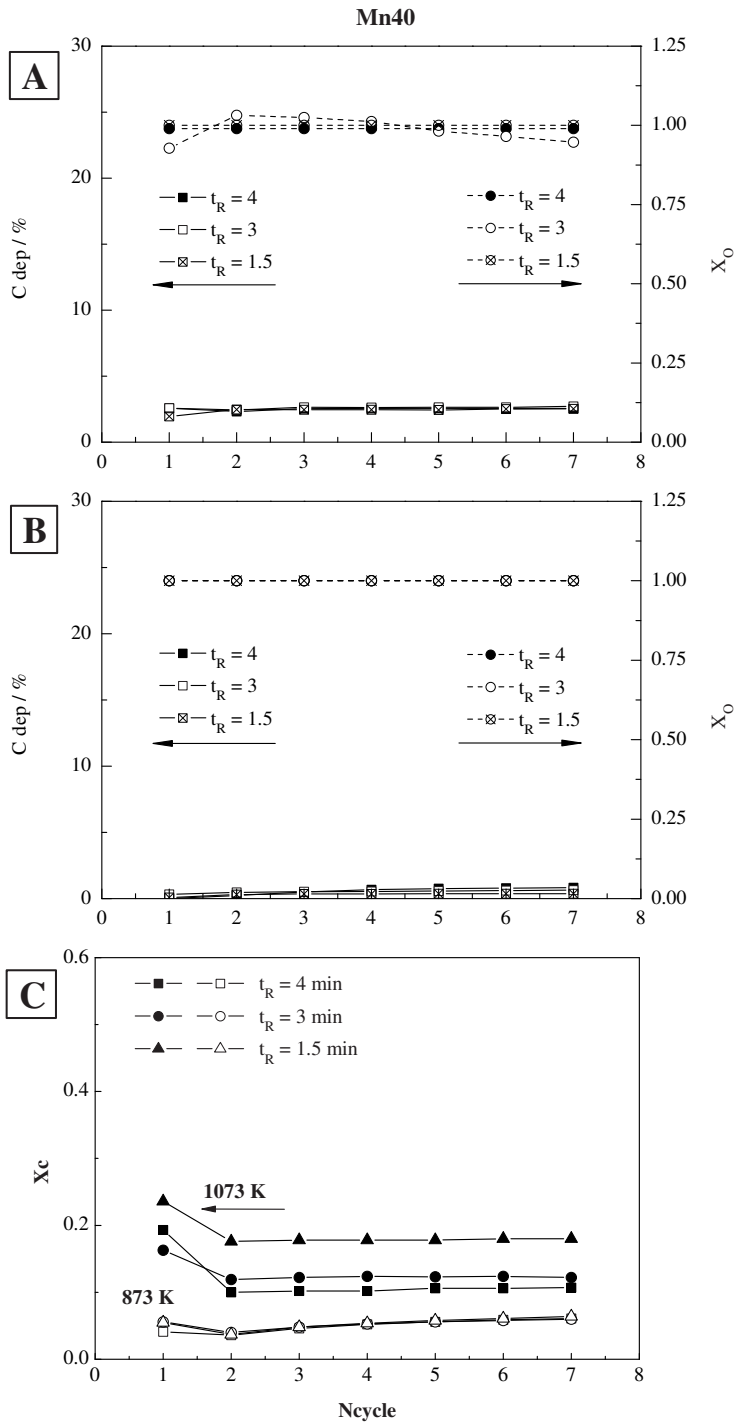 Mn40
A
30
20
10
0
C dep / %
1.25
1.00
0.75
0.50
0.25
0.00
X_O
t_R = 4
t_R = 3
t_R = 1.5
t_R = 4
t_R = 3
t_R = 1.5
0 1 2 3 4 5 6 7 8
B
30
20
10
0
C dep / %
1.25
1.00
0.75
0.50
0.25
0.00
X_O
t_R = 4
t_R = 3
t_R = 1.5
t_R = 4
t_R = 3
t_R = 1.5
0 1 2 3 4 5 6 7 8
C
0.6
0.4
0.2
0.0
Xc
t_R = 4 min
t_R = 3 min
t_R = 1.5 min
1073 K
873 K
0 1 2 3 4 5 6 7 8
Ncycle